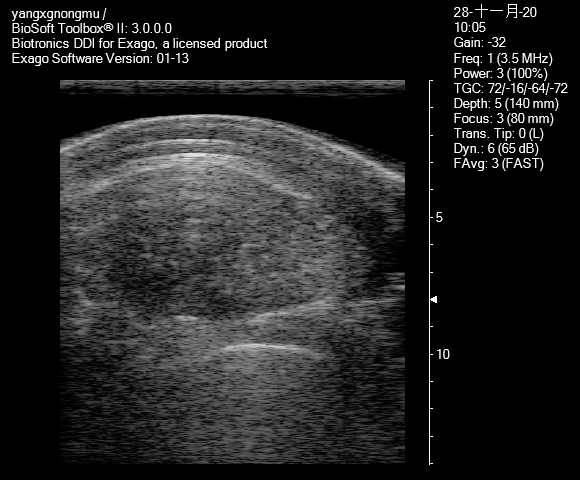 yangxgnongmu /
BioSoft Toolbox® II: 3.0.0.0
Biotronics DDI for Exago, a licensed product
Exago Software Version: 01-13
28-十一月-20
10:05
Gain: -32
Freq: 1 (3.5 MHz)
Power: 3 (100%)
TGC: 72/-16/-64/-72
Depth: 5 (140 mm)
Focus: 3 (80 mm)
Trans. Tip: 0 (L)
Dyn.: 6 (65 dB)
FAvg: 3 (FAST)
5
10